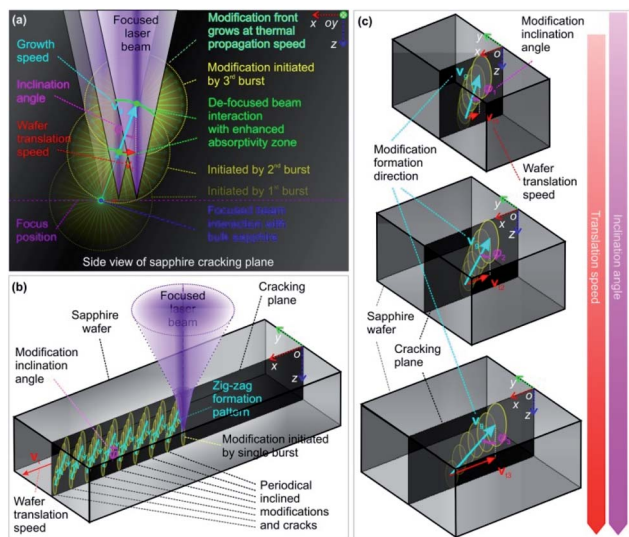 (a)
Focused
laser
beam
Growth
speed
Inclination
angle
Wafer
translation
speed
Focus
position
Modification front
grows at thermal
propagation speed
x oy
z
Modification
initiated by
3rd burst
De-focused beam
interaction
with enhanced
absorptivity zone
Initiated by 2nd burst
Initiated by 1st burst
Focused beam
interaction with
bulk sapphire
Side view of sapphire cracking plane
(b)
Focused
laser
beam
Cracking
plane
Sapphire
wafer
Modification
inclination
angle
y
x o
z
Zig-zag
formation
pattern
Modification initiated
by single burst
Wafer
translation
speed
Periodical
inclined
modifications
and cracks
(c)
Modification
inclination
angle
y
x o
z
Modification
formation
direction
Wafer
translation
speed
y
x o
z
Sapphire
wafer
Cracking
plane
y
x o
z
Translation speed
Inclination angle